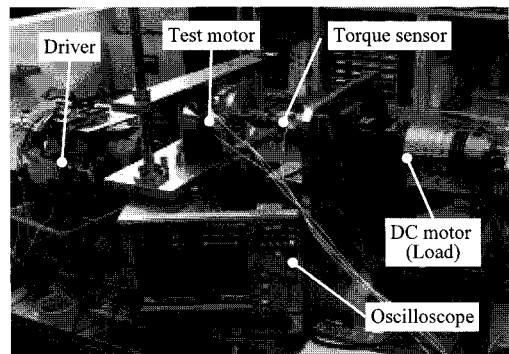 Test motor
Torque sensor
Driver
DC motor
(Load)
Oscilloscope